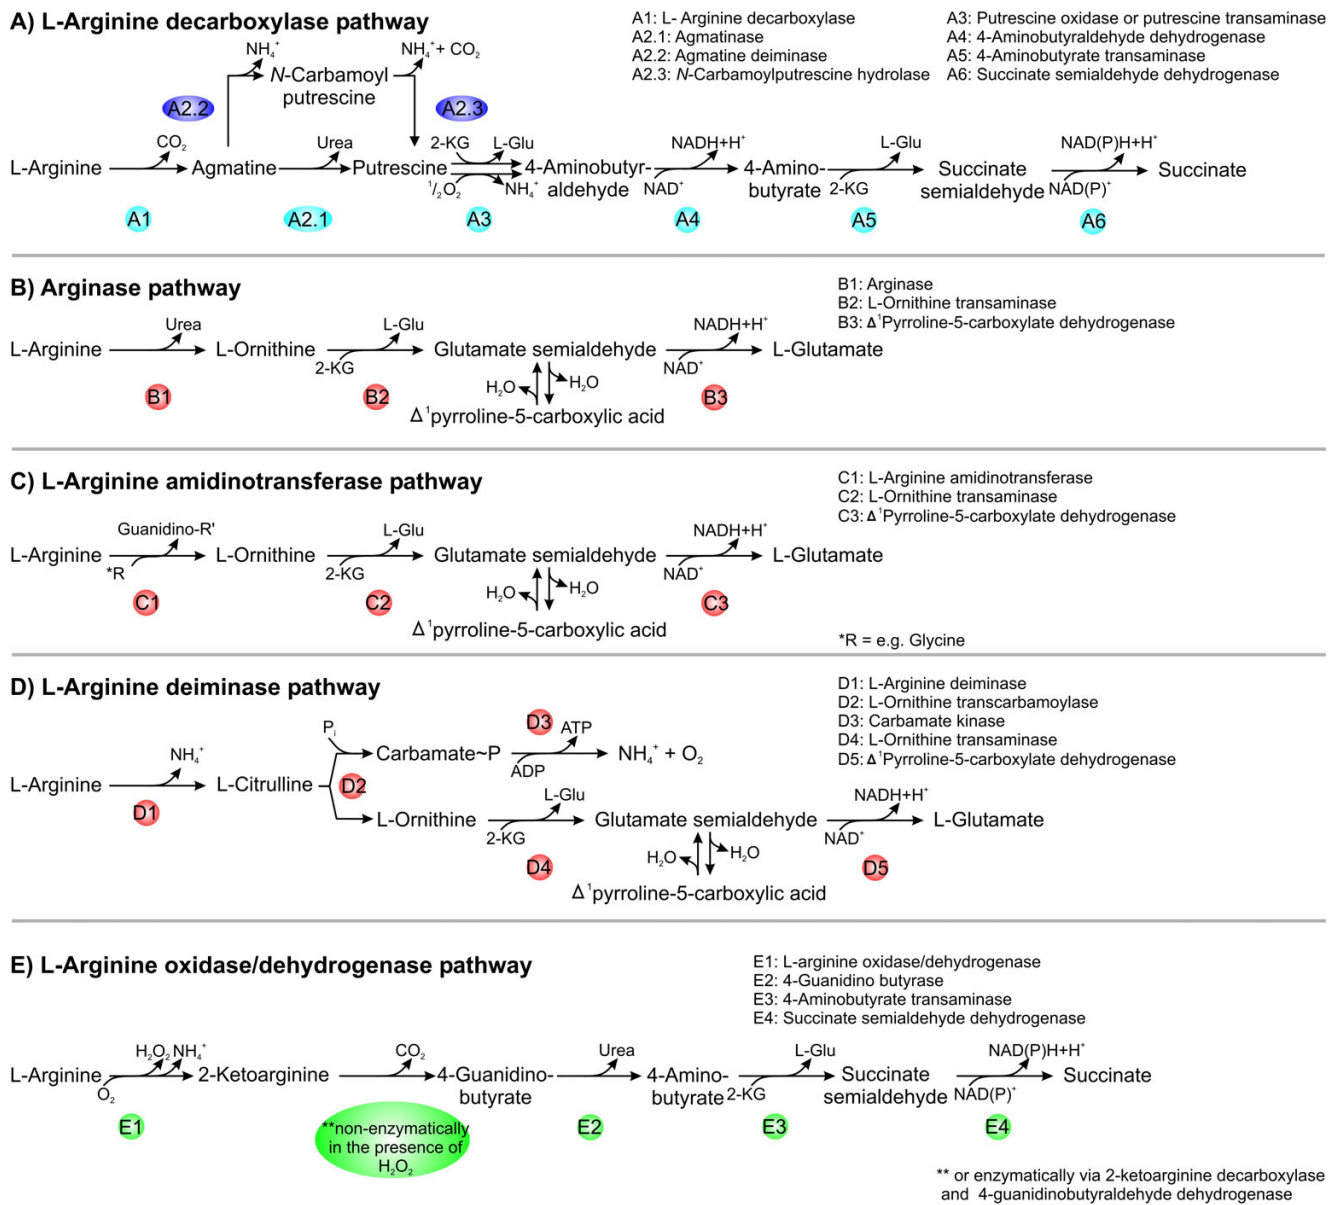 A) L-Arginine decarboxylase pathway
A1: L- Arginine decarboxylase
A2.1: Agmatinase
A2.2: Agmatine deiminase
A2.3: N-Carbamoylputrescine hydrolase
A3: Putrescine oxidase or putrescine transaminase
A4: 4-Aminobutyraldehyde dehydrogenase
A5: 4-Aminobutyrate transaminase
A6: Succinate semialdehyde dehydrogenase
NH₄⁺
NH₄⁺+ CO₂
N-Carbamoyl
putrescine
A2.2
A2.3
CO₂
Urea
2-KG
L-Glu
NADH+H⁺
L-Glu
NAD(P)H+H⁺
L-Arginine
Agmatine
Putrescine
4-Aminobutyr-
aldehyde
4-Amino-
butyrate
Succinate
semialdehyde
Succinate
¹/₂O₂
NH₄⁺
NAD⁺
2-KG
NAD(P)⁺
A1
A2.1
A3
A4
A5
A6
B) Arginase pathway
B1: Arginase
B2: L-Ornithine transaminase
B3: Δ¹Pyrroline-5-carboxylate dehydrogenase
Urea
L-Glu
NADH+H⁺
L-Arginine
L-Ornithine
Glutamate semialdehyde
L-Glutamate
2-KG
NAD⁺
H₂O
H₂O
B1
B2
B3
Δ¹pyrroline-5-carboxylic acid
C) L-Arginine amidinotransferase pathway
C1: L-Arginine amidinotransferase
C2: L-Ornithine transaminase
C3: Δ¹Pyrroline-5-carboxylate dehydrogenase
Guanidino-R'
L-Glu
NADH+H⁺
L-Arginine
L-Ornithine
Glutamate semialdehyde
L-Glutamate
*R
2-KG
NAD⁺
H₂O
H₂O
C1
C2
C3
Δ¹pyrroline-5-carboxylic acid
*R = e.g. Glycine
D) L-Arginine deiminase pathway
D1: L-Arginine deiminase
D2: L-Ornithine transcarbamoylase
D3: Carbamate kinase
D4: L-Ornithine transaminase
D5: Δ¹Pyrroline-5-carboxylate dehydrogenase
Pᵢ
D3
ATP
NH₄⁺
Carbamate~P
NH₄⁺ + O₂
ADP
L-Arginine
L-Citrulline
D2
D1
L-Glu
NADH+H⁺
L-Ornithine
Glutamate semialdehyde
L-Glutamate
2-KG
NAD⁺
H₂O
H₂O
D4
D5
Δ¹pyrroline-5-carboxylic acid
E) L-Arginine oxidase/dehydrogenase pathway
E1: L-arginine oxidase/dehydrogenase
E2: 4-Guanidino butyrase
E3: 4-Aminobutyrate transaminase
E4: Succinate semialdehyde dehydrogenase
H₂O₂
NH₄⁺
CO₂
Urea
L-Glu
NAD(P)H+H⁺
L-Arginine
2-Ketoarginine
4-Guanidino-
butyrate
4-Amino-
butyrate
Succinate
semialdehyde
Succinate
O₂
2-KG
NAD(P)⁺
E1
**non-enzymatically
in the presence of
H₂O₂
E2
E3
E4
** or enzymatically via 2-ketoarginine decarboxylase
and 4-guanidinobutyraldehyde dehydrogenase